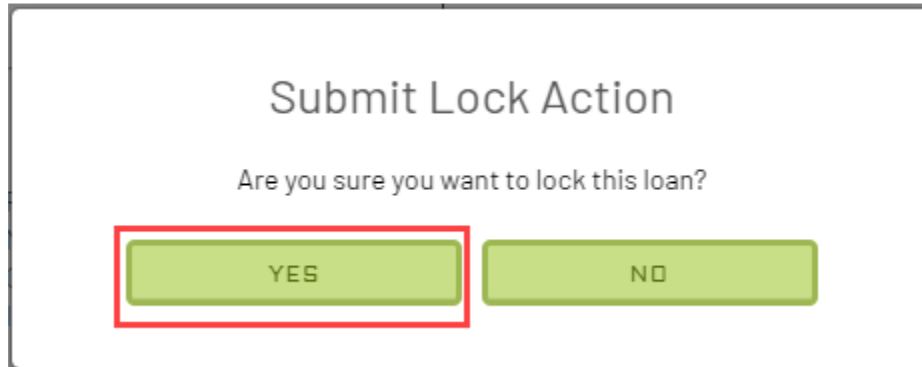 Submit Lock Action
Are you sure you want to lock this loan?
YES NO